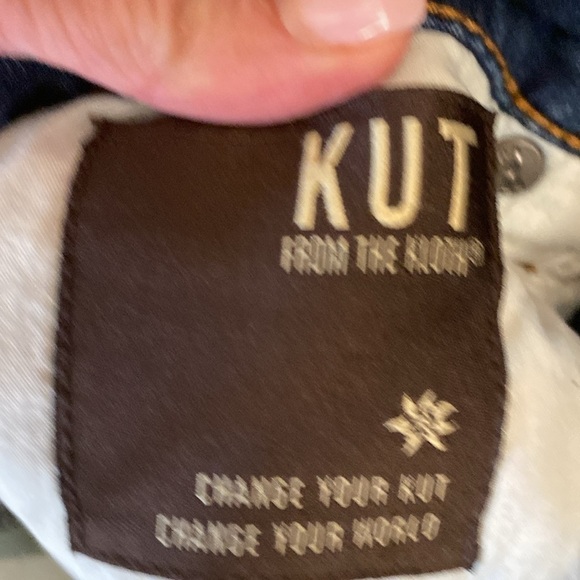 KUT
FROM THE KLOTH®
CHANGE YOUR KUT
CHANGE YOUR WORLD